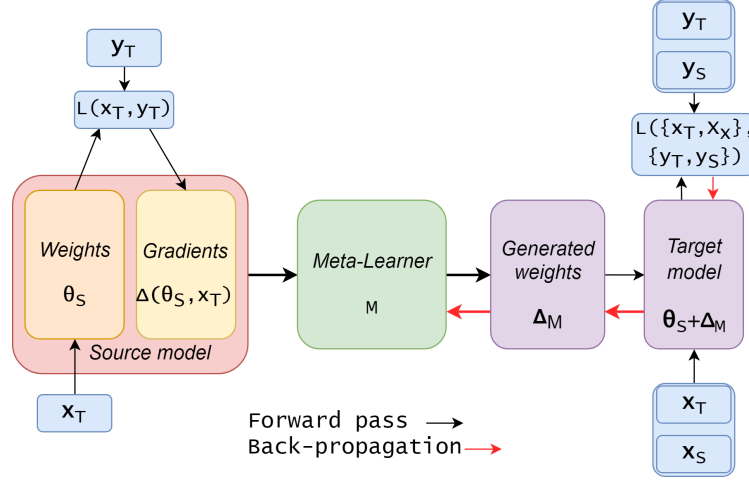 y_T
L(x_T,y_T)
Weights
θ_S
Gradients
Δ(θ_S,x_T)
Source model
x_T
Meta-Learner
M
Generated
weights
Δ_M
y_T
y_S
L({x_T,x_x},
{y_T,y_S})
Target
model
θ_S+Δ_M
x_T
x_S
Forward pass
Back-propagation